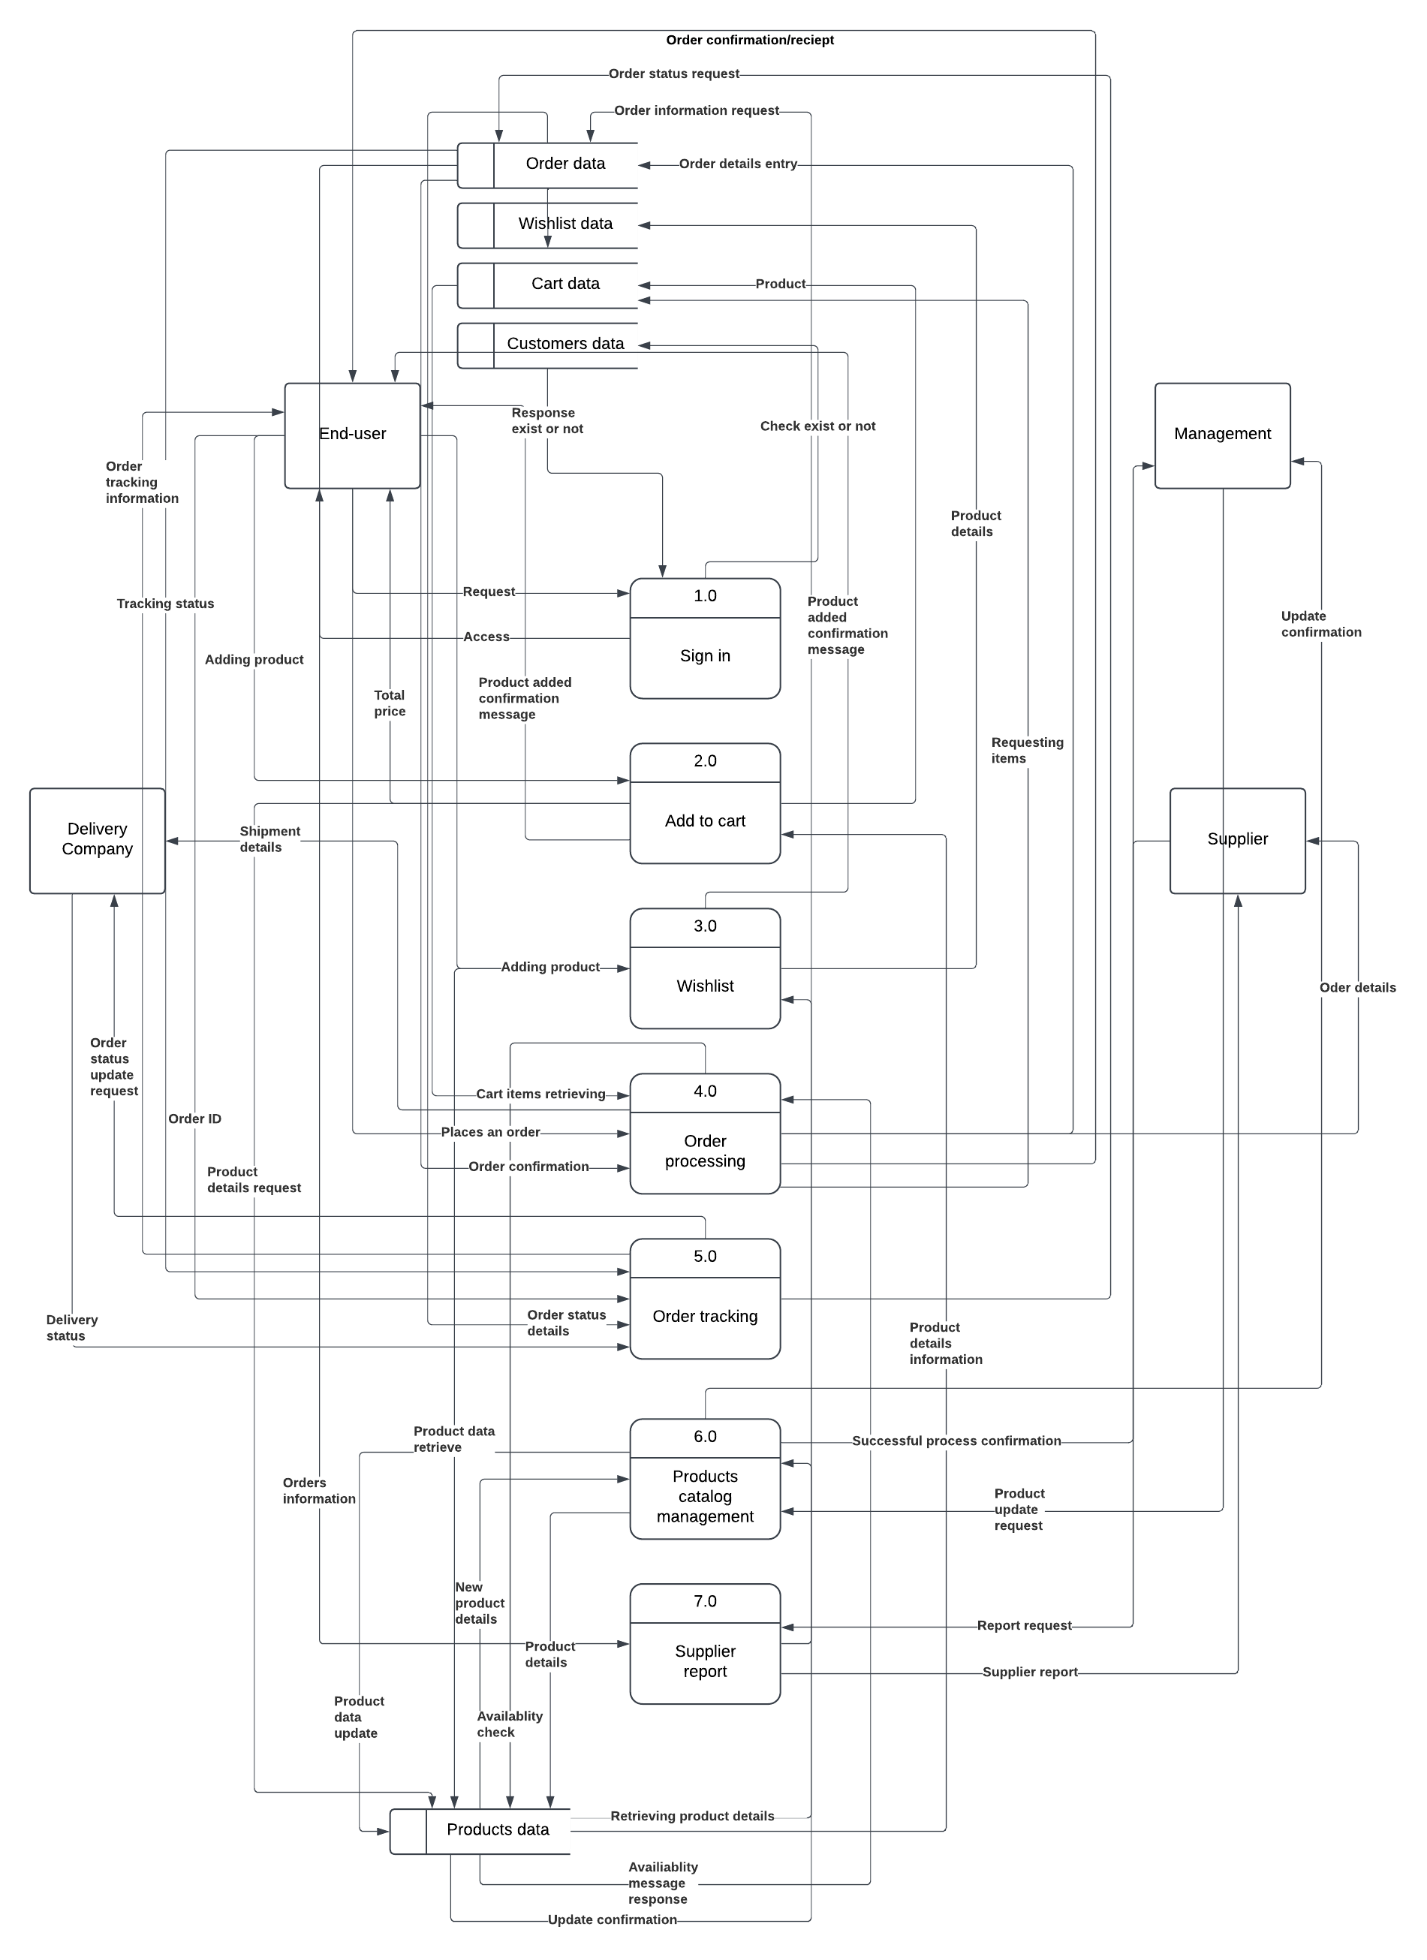 Order confirmation/reciept
Order status request
Order information request
Order data
Order details entry
Wishlist data
Cart data
Product
Customers data
Response
exist or not
Check exist or not
End-user
Management
Order
tracking
information
Product
details
Request
1.0
Sign in
Access
Tracking status
Product
added
confirmation
message
Update
confirmation
Adding product
Total
price
Product added
confirmation
message
Requesting
items
2.0
Add to cart
Delivery
Company
Shipment
details
Supplier
3.0
Wishlist
Adding product
Oder details
Order
status
update
request
Cart items retrieving
4.0
Order
processing
Places an order
Order ID
Order confirmation
Product
details request
5.0
Order tracking
Order status
details
Delivery
status
Product
details
information
Product data
retrieve
6.0
Products
catalog
management
Successful process confirmation
Orders
information
Product
update
request
New
product
details
7.0
Supplier
report
Report request
Product
details
Supplier report
Product
data
update
Availablity
check
Retrieving product details
Products data
Availiablity
message
response
Update confirmation